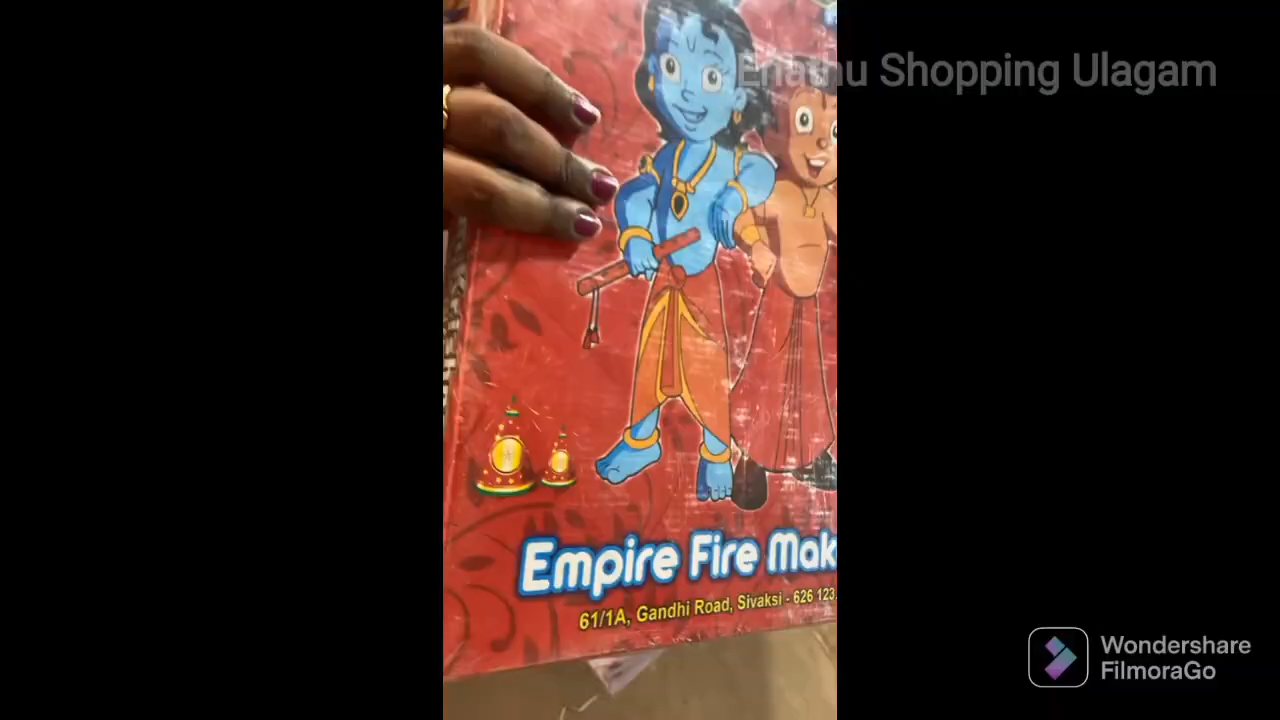 Enathu Shopping Ulagam
Empire Fire Mak
61/1A, Gandhi Road, Sivaksi - 626 123.
Wondershare
FilmoraGo